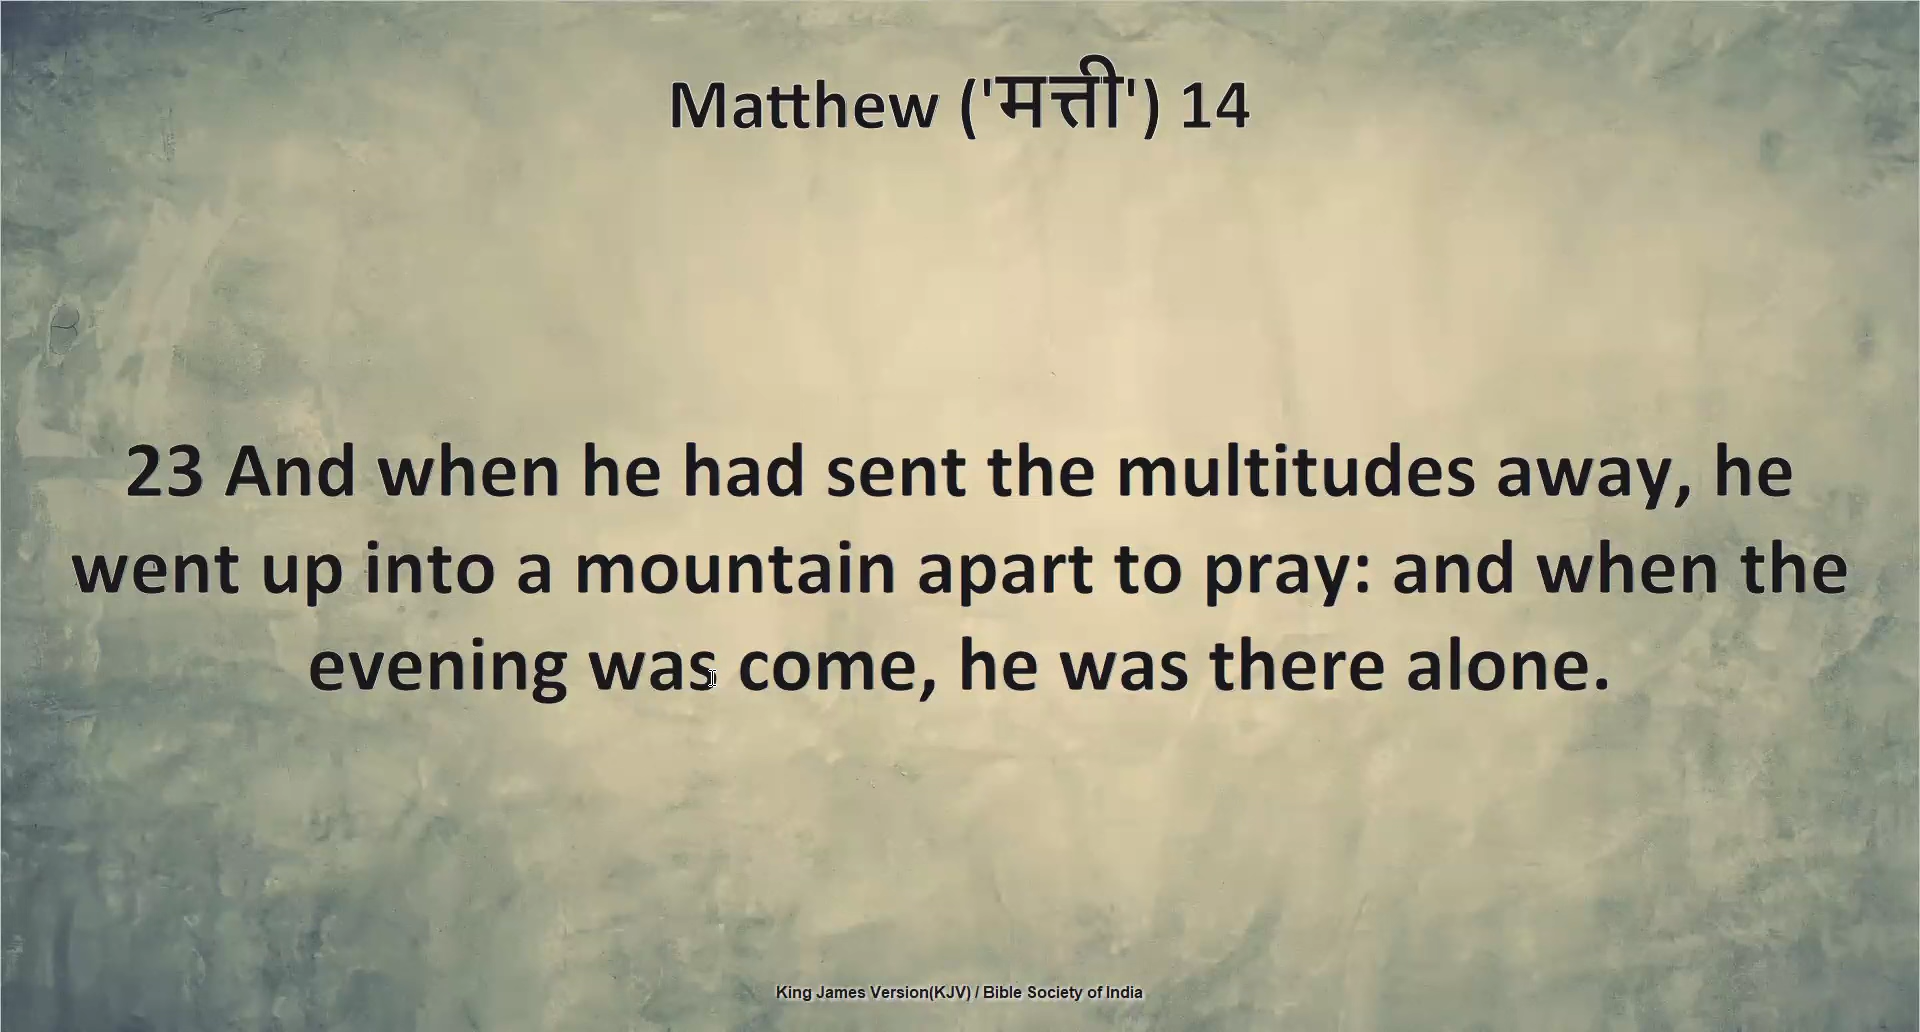 Matthew ('मत्ती') 14
23 And when he had sent the multitudes away, he
went up into a mountain apart to pray: and when the
evening was come, he was there alone.
King James Version(KJV) / Bible Society of India